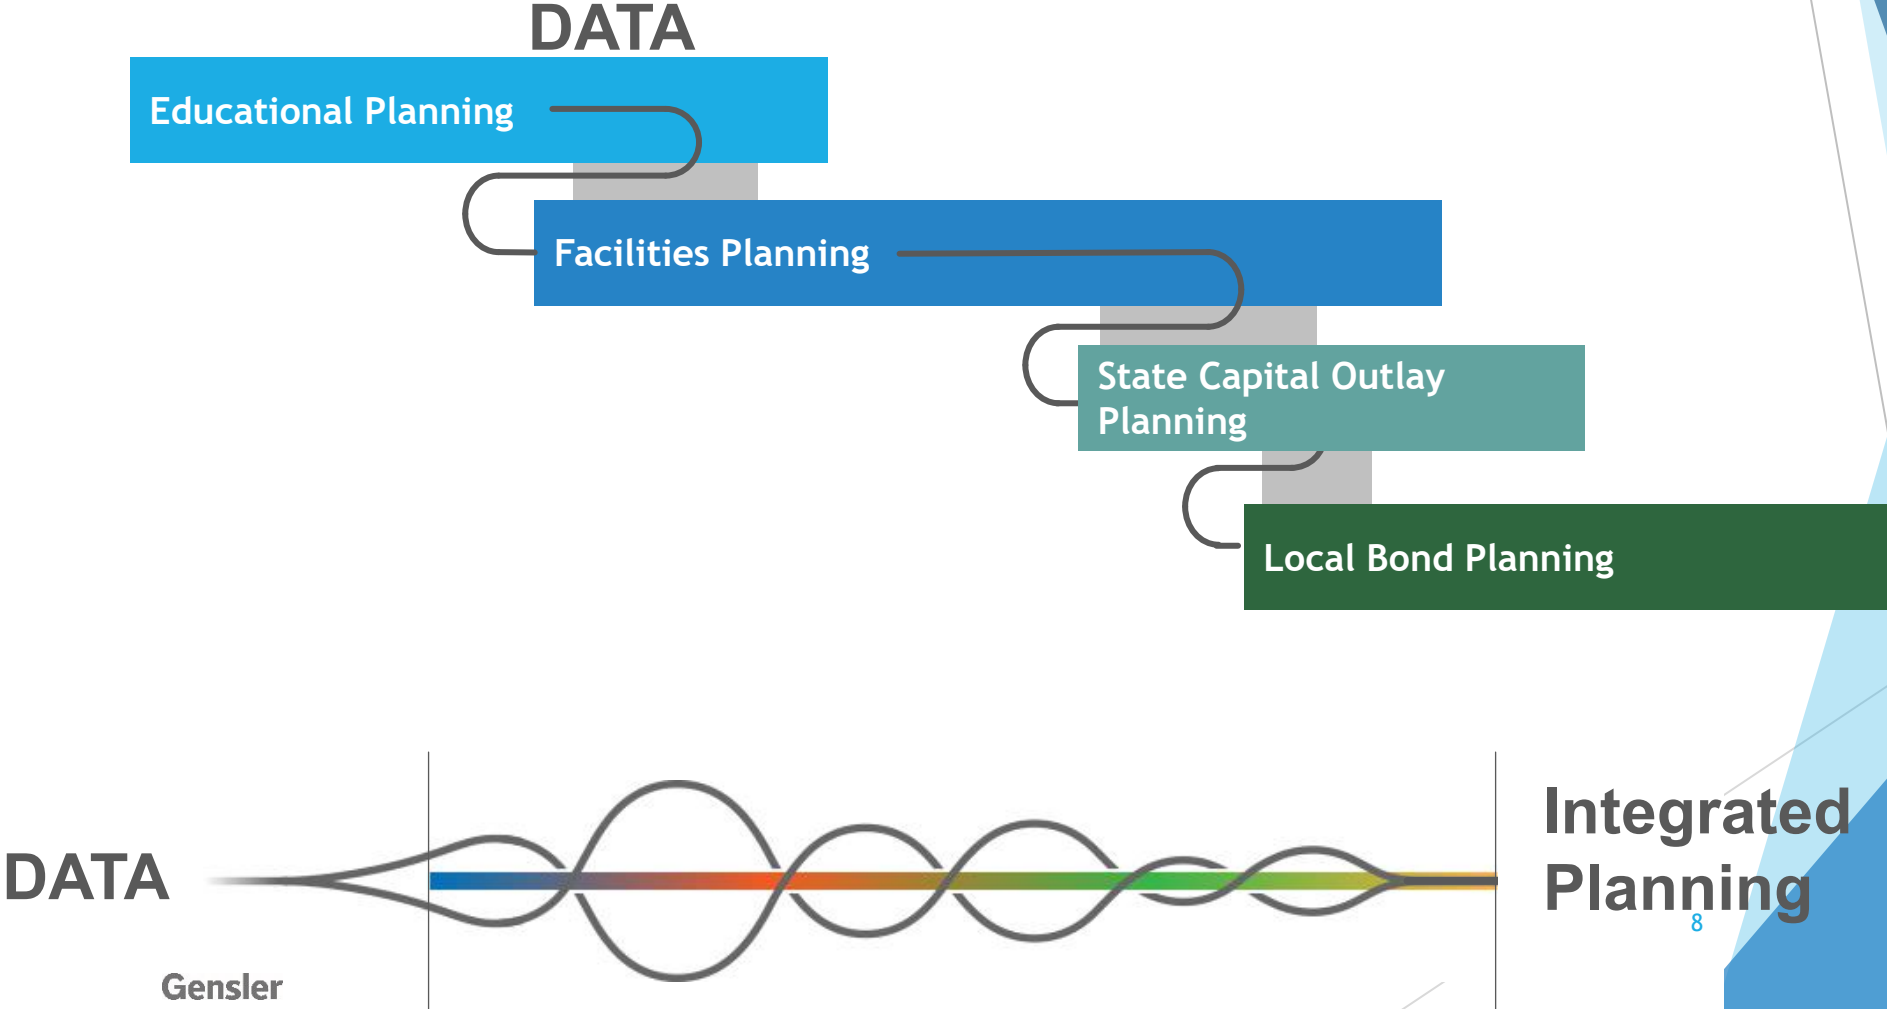 DATA
Educational Planning
Facilities Planning
State Capital Outlay
Planning
Local Bond Planning
DATA
Integrated
Planning
8
Gensler